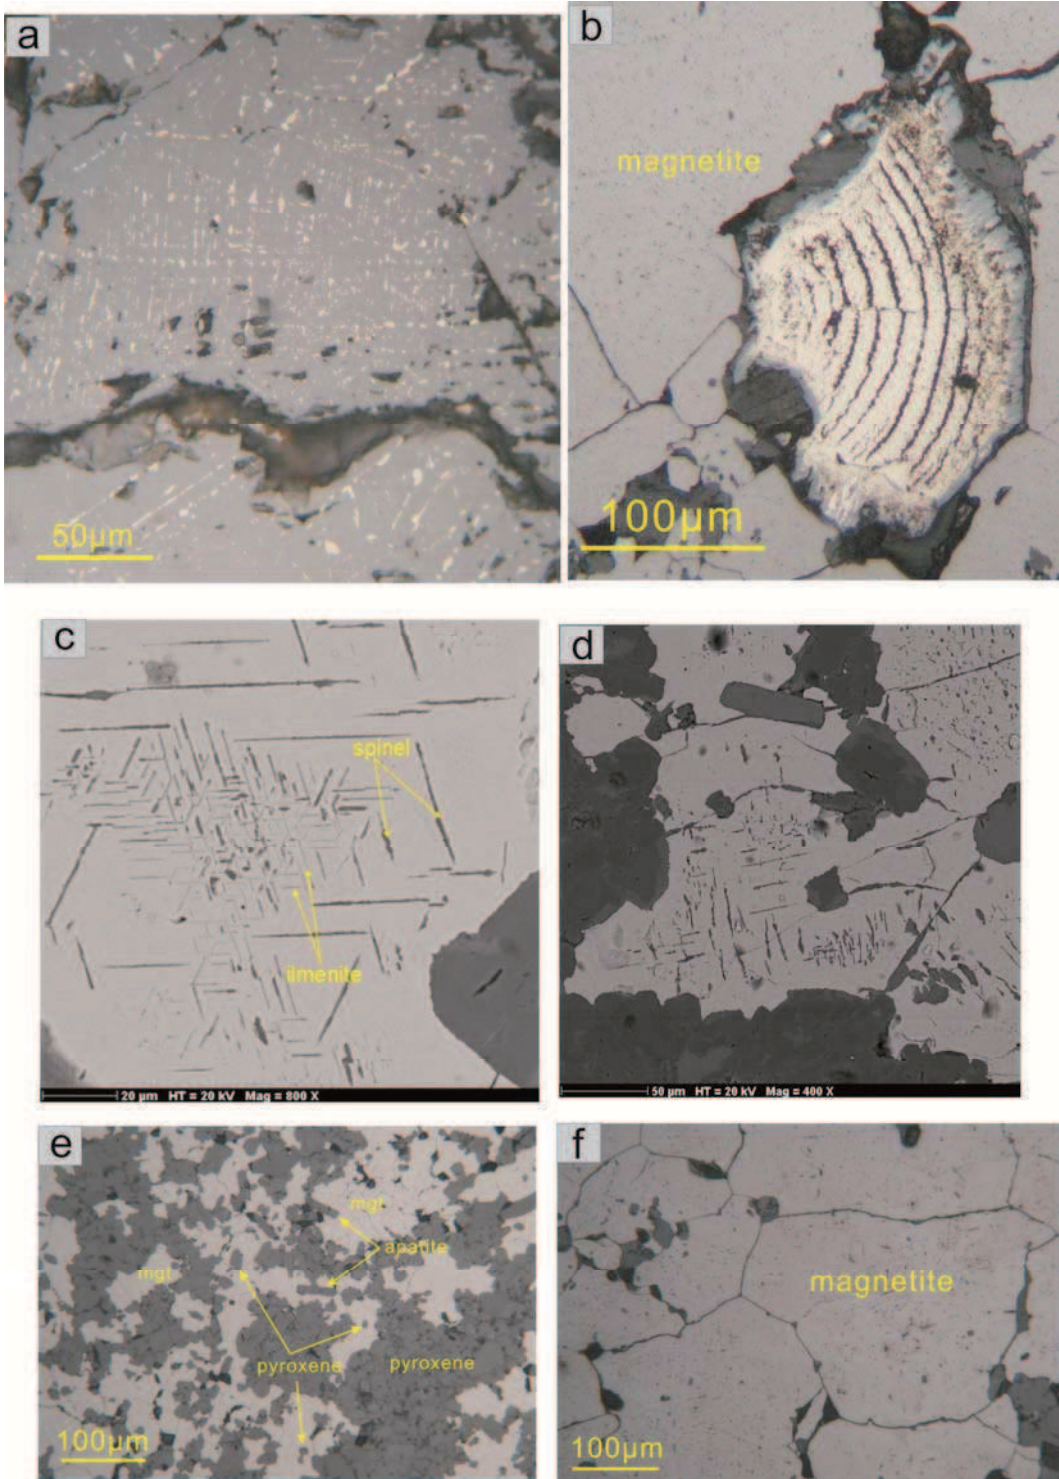 a
b
magnetite
50µm
100µm
c
d
spinel
ilmenite
20 µm HT = 20 kV Mag = 800 X
50 µm HT = 20 kV Mag = 400 X
e
f
mgt
apatite
mgt
magnetite
pyroxene
pyroxene
100µm
100µm